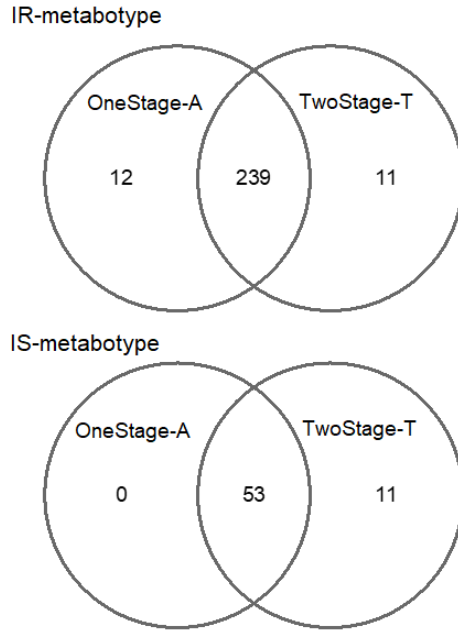 IR-metabotype
OneStage-A TwoStage-T
12 239 11
IS-metabotype
OneStage-A TwoStage-T
0 53 11